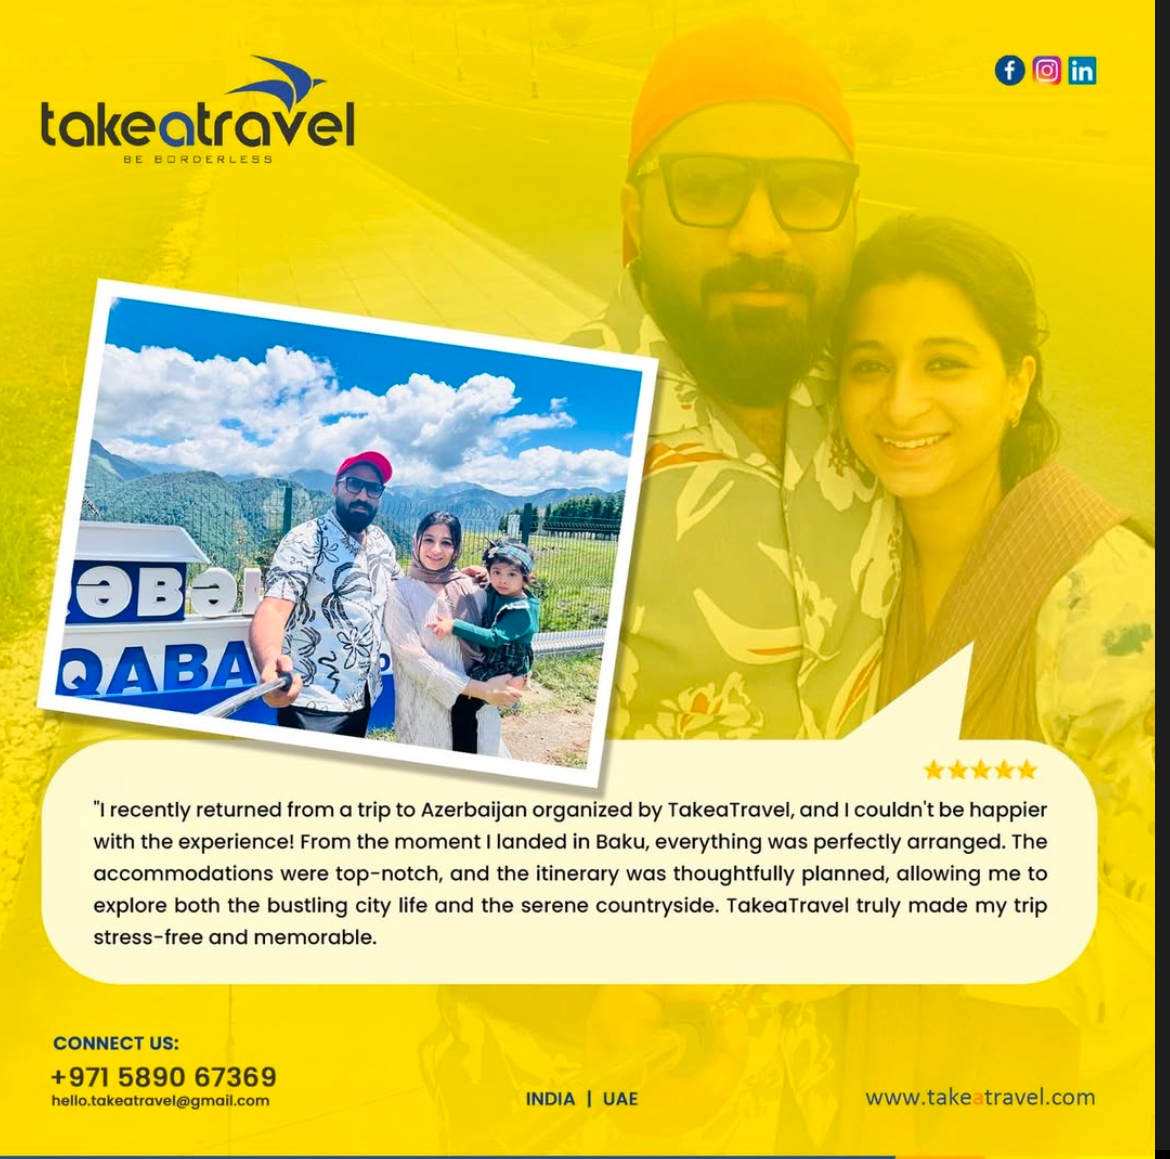 takeatravel
BE BORDERLESS
QABA
"I recently returned from a trip to Azerbaijan organized by TakeaTravel, and I couldn't be happier
with the experience! From the moment I landed in Baku, everything was perfectly arranged. The
accommodations were top-notch, and the itinerary was thoughtfully planned, allowing me to
explore both the bustling city life and the serene countryside. TakeaTravel truly made my trip
stress-free and memorable.
CONNECT US:
+971 5890 67369
hello.takeatravel@gmail.com
INDIA | UAE
www.takeatravel.com